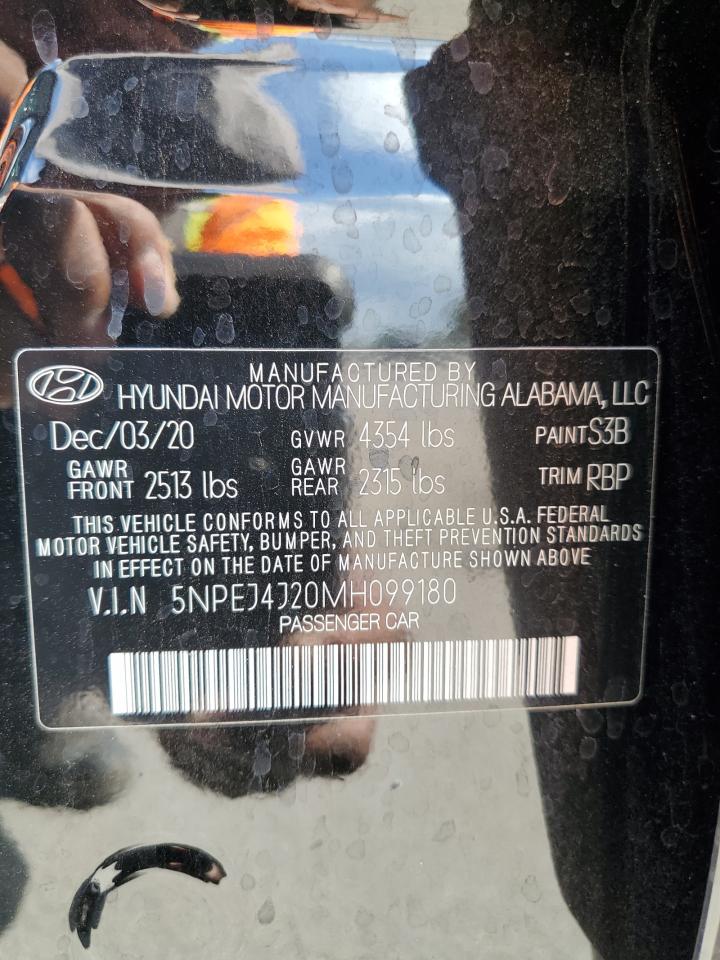 MANUFACTURED BY
HYUNDAI MOTOR MANUFACTURING ALABAMA, LLC
Dec/03/20 GVWR 4354 lbs PAINT S3B
GAWR FRONT 2513 lbs GAWR REAR 2315 lbs TRIM RBP
THIS VEHICLE CONFORMS TO ALL APPLICABLE U.S.A. FEDERAL
MOTOR VEHICLE SAFETY, BUMPER, AND THEFT PREVENTION STANDARDS
IN EFFECT ON THE DATE OF MANUFACTURE SHOWN ABOVE
V.I.N 5NPEJ4J20MH099180
PASSENGER CAR